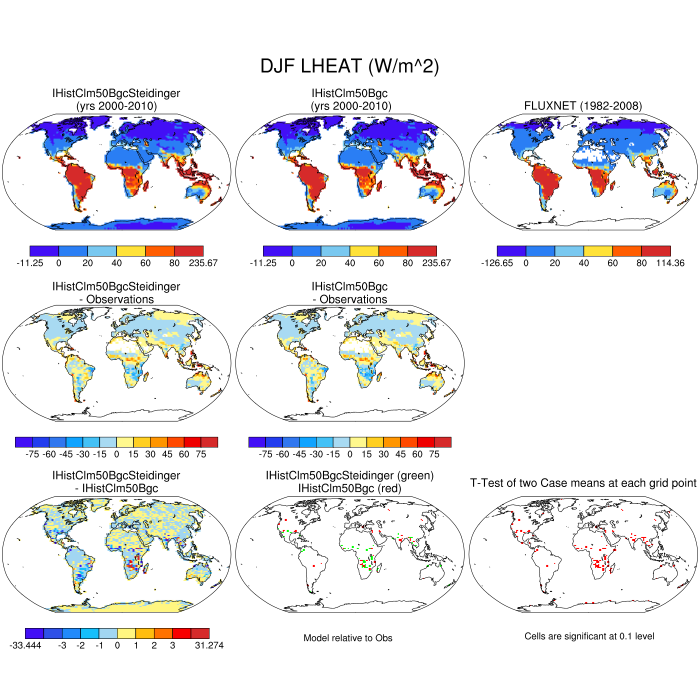 DJF LHEAT (W/m^2)
IHistClm50BgcSteidinger
(yrs 2000-2010)
IHistClm50Bgc
(yrs 2000-2010)
FLUXNET (1982-2008)
-11.25 0 20 40 60 80 235.67
-11.25 0 20 40 60 80 235.67
-126.65 0 20 40 60 80 114.36
IHistClm50BgcSteidinger
- Observations
IHistClm50Bgc
- Observations
-75 -60 -45 -30 -15 0 15 30 45 60 75
-75 -60 -45 -30 -15 0 15 30 45 60 75
IHistClm50BgcSteidinger
- IHistClm50Bgc
IHistClm50BgcSteidinger (green)
IHistClm50Bgc (red)
T-Test of two Case means at each grid point
-33.444 -3 -2 -1 0 1 2 3 31.274
Model relative to Obs
Cells are significant at 0.1 level